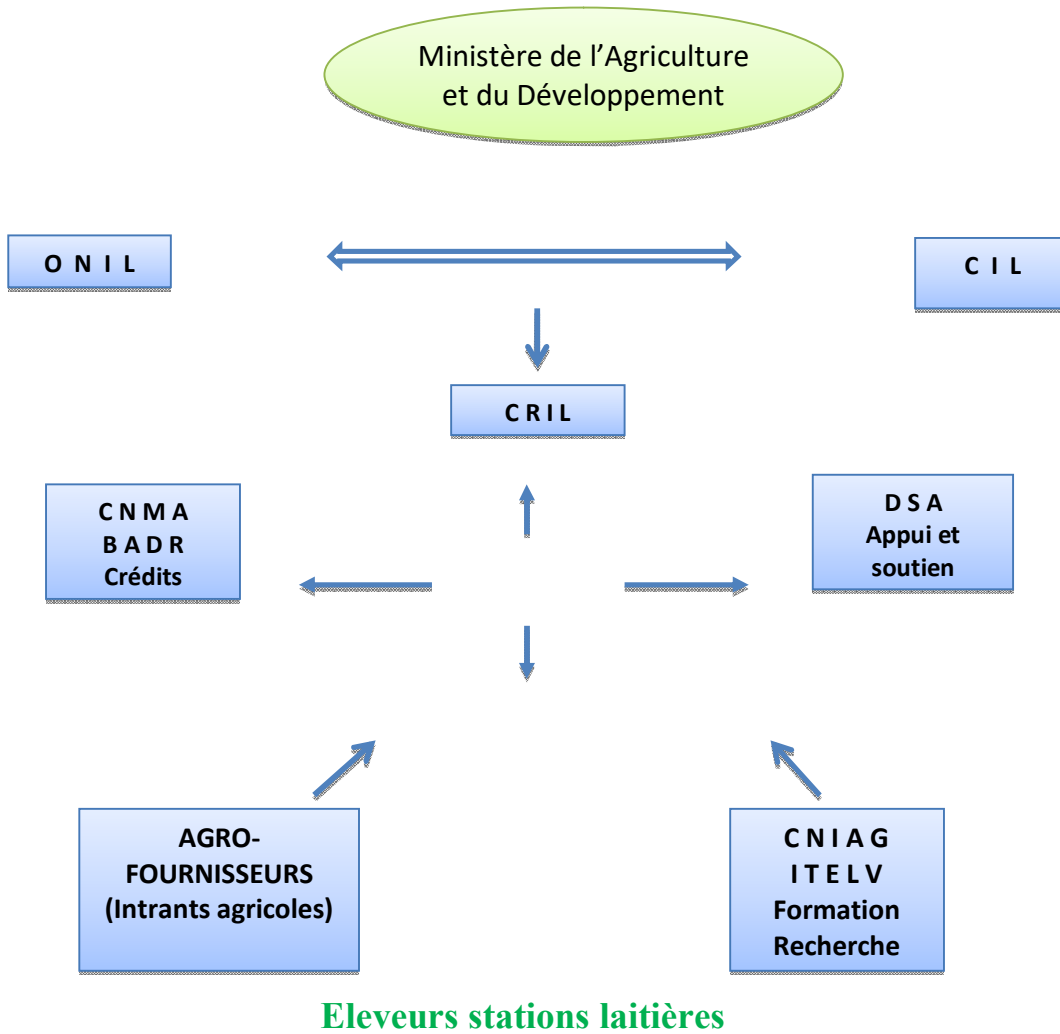 Ministère de l’Agriculture
et du Développement
O N I L
C I L
C R I L
C N M A
B A D R
Crédits
D S A
Appui et
soutien
AGRO-
FOURNISSEURS
(Intrants agricoles)
C N I A G
I T E L V
Formation
Recherche
Eleveurs stations laitières